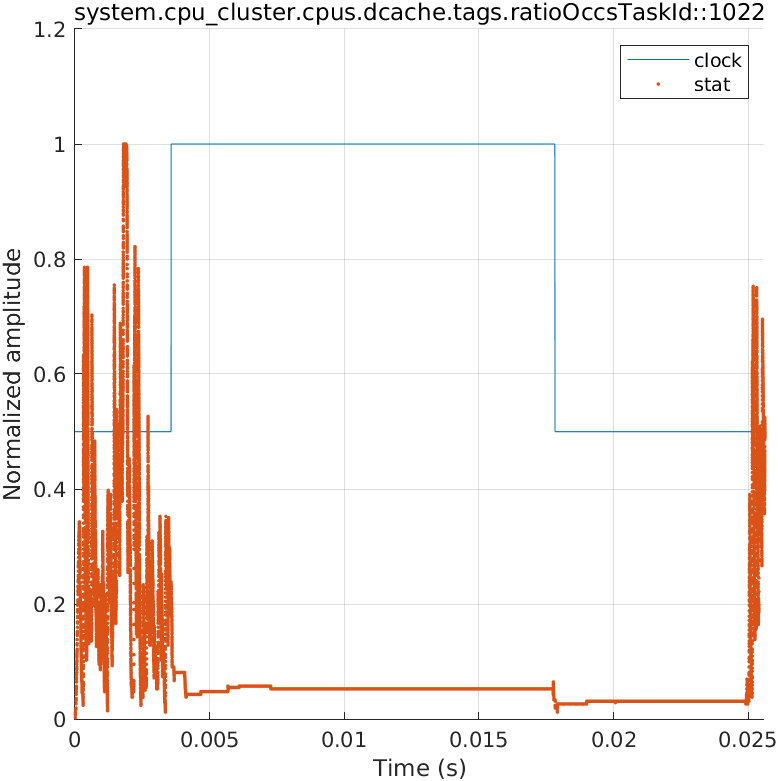 system.cpu_cluster.cpus.dcache.tags.ratioOccsTaskId::1022
clock
stat
1.2
1
0.8
0.6
0.4
0.2
0
Normalized amplitude
0
0.005
0.01
0.015
0.02
0.025
Time (s)